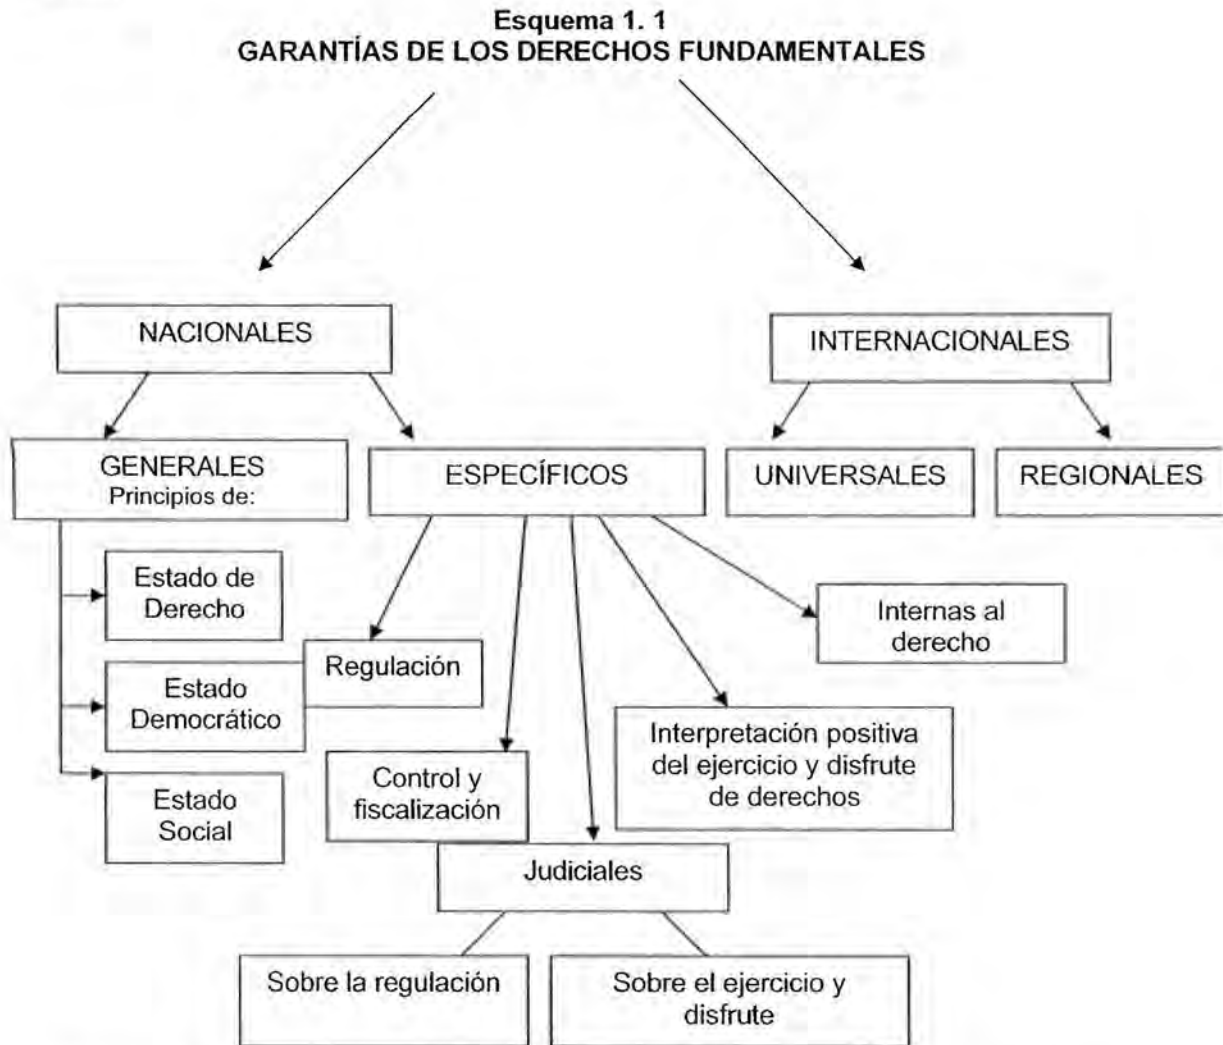 Esquema 1. 1
GARANTÍAS DE LOS DERECHOS FUNDAMENTALES
NACIONALES
INTERNACIONALES
GENERALES
Principios de:
ESPECÍFICOS
UNIVERSALES
REGIONALES
Estado de
Derecho
Estado
Democrático
Estado
Social
Regulación
Control y
fiscalización
Judiciales
Interpretación positiva
del ejercicio y disfrute
de derechos
Internas al
derecho
Sobre la regulación
Sobre el ejercicio y
disfrute